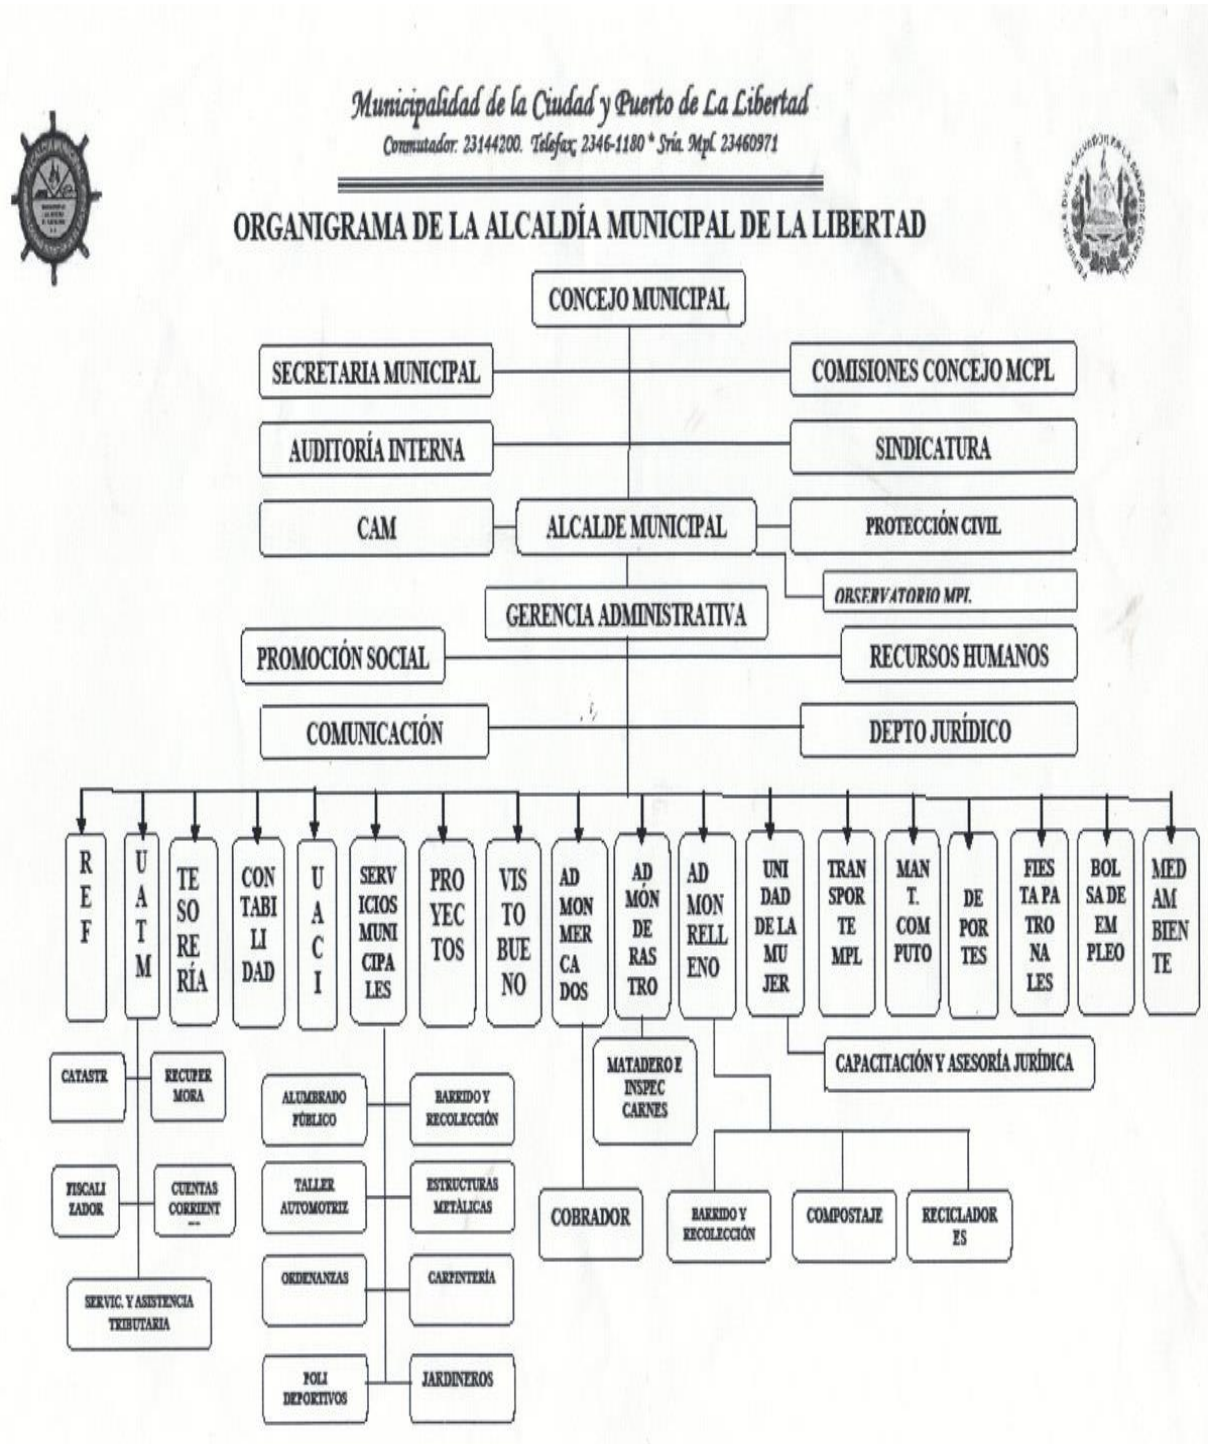 Municipalidad de la Ciudad y Puerto de La Libertad
Conmutador: 23144200. Telefax; 2346-1180 * Sria. Mpl. 23460971
ORGANIGRAMA DE LA ALCALDÍA MUNICIPAL DE LA LIBERTAD
CONCEJO MUNICIPAL
SECRETARIA MUNICIPAL
COMISIONES CONCEJO MCPL
AUDITORÍA INTERNA
SINDICATURA
CAM
ALCALDE MUNICIPAL
PROTECCIÓN CIVIL
OBSERVATORIO MPL.
GERENCIA ADMINISTRATIVA
PROMOCIÓN SOCIAL
RECURSOS HUMANOS
COMUNICACIÓN
DEPTO JURÍDICO
R
E
F
U
A
T
M
TE
SO
RE
RÍA
CON
TABI
LI
DAD
U
A
C
I
SERV
ICIOS
MUNI
CIPA
LES
PRO
YEC
TOS
VIS
TO
BUE
NO
AD
MON
MER
CA
DOS
AD
MÓN
DE
RAS
TRO
AD
MON
RELL
ENO
UNI
DAD
DE LA
MU
JER
TRAN
SPOR
TE
MPL
MAN
T.
COM
PUTO
DE
POR
TES
FIES
TA PA
TRO
NA
LES
BOL
SA DE
EM
PLEO
MED
AM
BIEN
TE
CATASTR
RECUPER
MORA
FISCALI
ZADOR
CUENTAS
CORRIENT
SERVIC. Y ASISTENCIA
TRIBUTARIA
ALUMBRADO
PÚBLICO
BARRIDO Y
RECOLECCIÓN
TALLER
AUTOMOTRIZ
ESTRUCTURAS
METÀLICAS
ORDENANZAS
CARPINTERÍA
POLI
DEPORTIVOS
JARDINEROS
COBRADOR
MATADERO E
INSPEC
CARNES
CAPACITACIÓN Y ASESORÍA JURÍDICA
BARRIDO Y
RECOLECCIÓN
COMPOSTAJE
RECICLADOR
ES